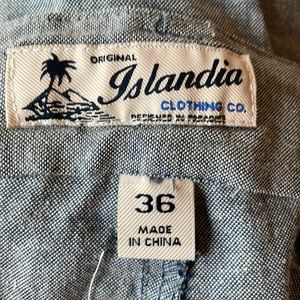 ORIGINAL
Islandia
CLOTHING CO.
DESIGNED IN PARADISE
36
MADE
IN CHINA